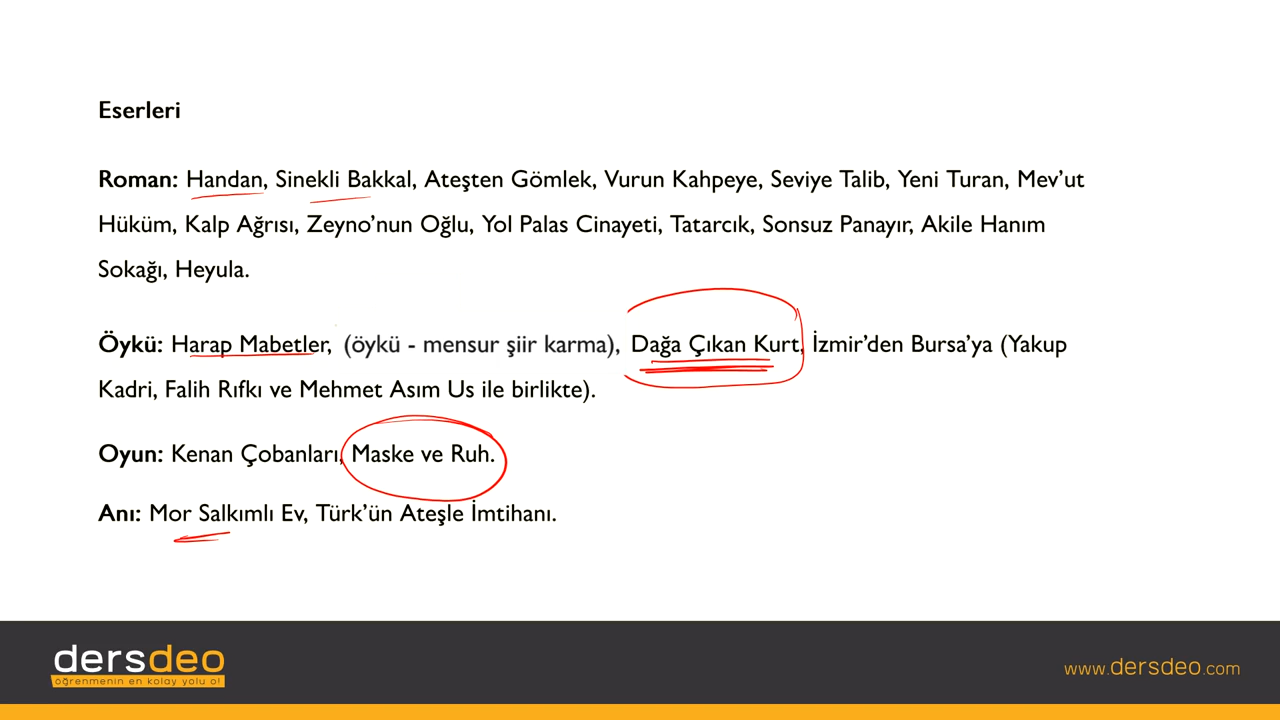 Eserleri
Roman: Handan, Sinekli Bakkal, Ateşten Gömlek, Vurun Kahpeye, Seviye Talib, Yeni Turan, Mev’ut
Hüküm, Kalp Ağrısı, Zeyno’nun Oğlu, Yol Palas Cinayeti, Tatarcık, Sonsuz Panayır, Akile Hanım
Sokağı, Heyula.
Öykü: Harap Mabetler, (öykü - mensur şiir karma), Dağa Çıkan Kurt, İzmir’den Bursa’ya (Yakup
Kadri, Falih Rıfkı ve Mehmet Asım Us ile birlikte).
Oyun: Kenan Çobanları, Maske ve Ruh.
Anı: Mor Salkımlı Ev, Türk’ün Ateşle İmtihanı.
dersdeo
öğrenmenin en kolay yolu o!
www.dersdeo.com